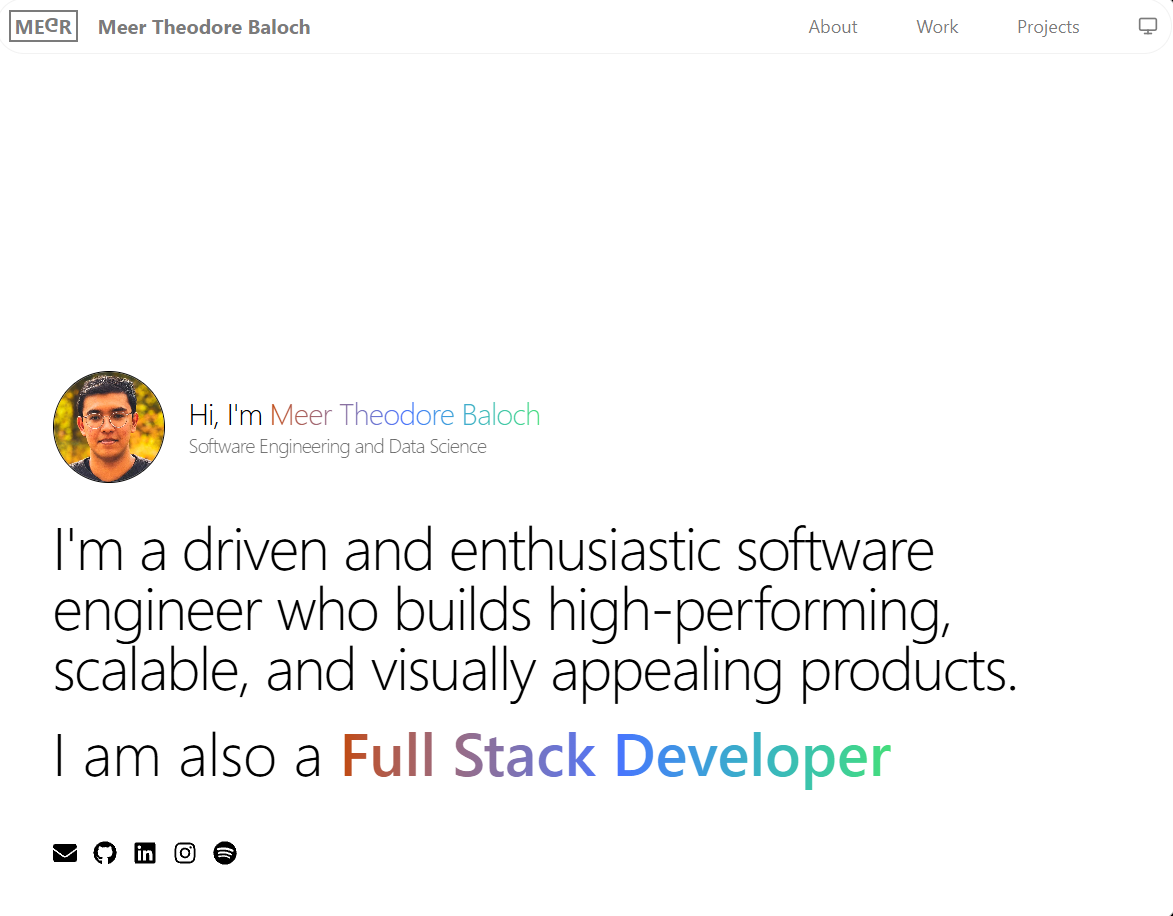 MEER
Meer Theodore Baloch
About
Work
Projects
Hi, I'm Meer Theodore Baloch
Software Engineering and Data Science
I'm a driven and enthusiastic software
engineer who builds high-performing,
scalable, and visually appealing products.
I am also a Full Stack Developer
in